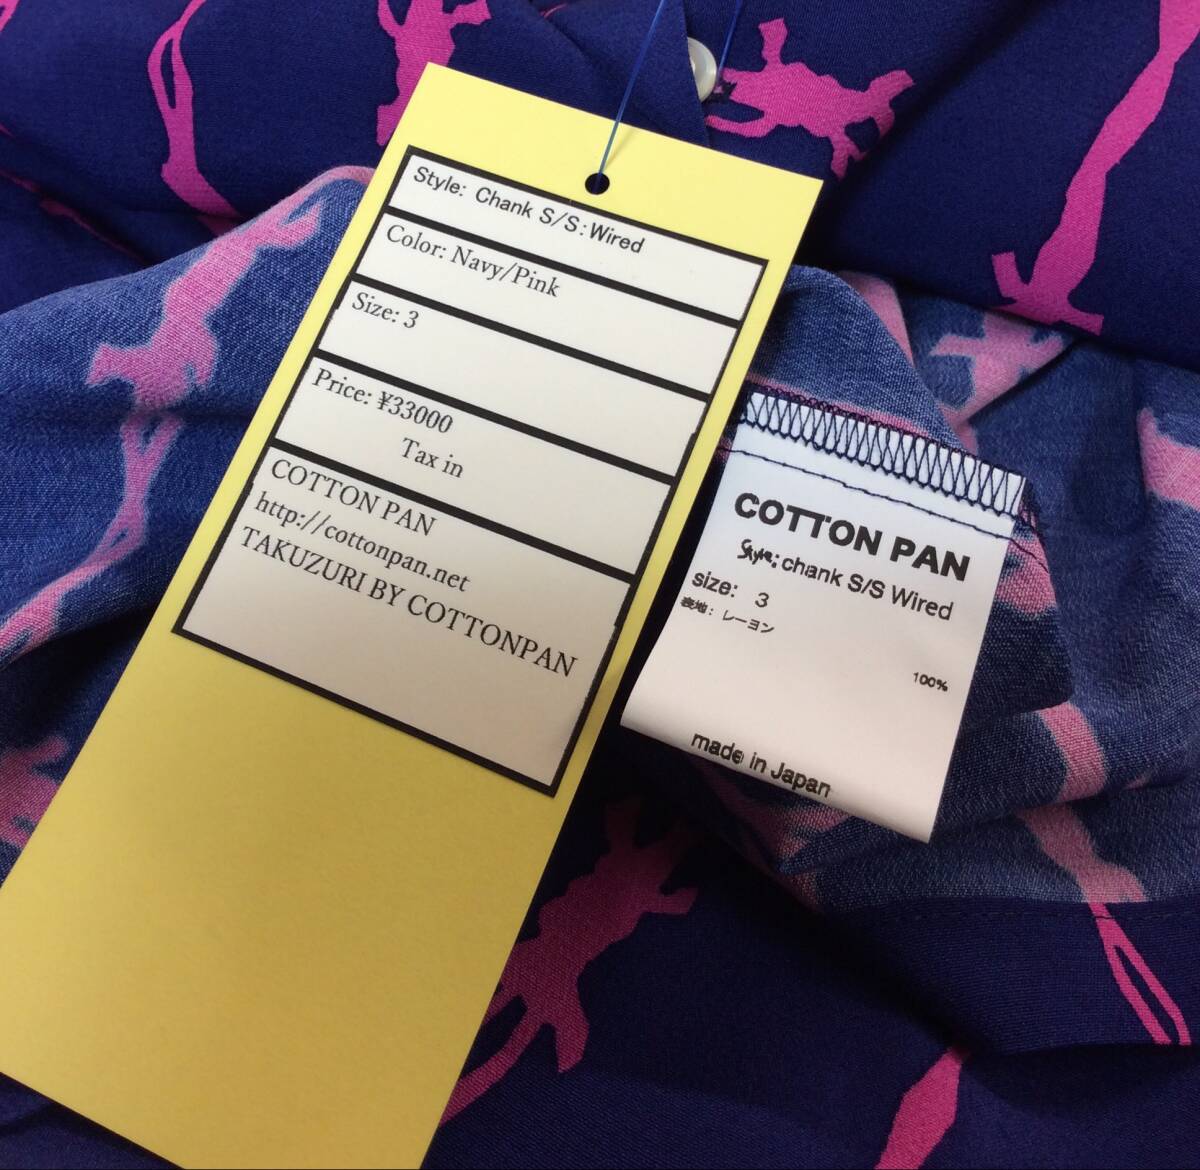 Style: Chank S/S:Wired
Color: Navy/Pink
Size: 3
Price: ¥33000
Tax in
COTTON PAN
http://cottonpan.net
TAKUZURI BY COTTONPAN
COTTON PAN
Style: chank S/S Wired
size: 3
表地: レーヨン
100%
made in Japan